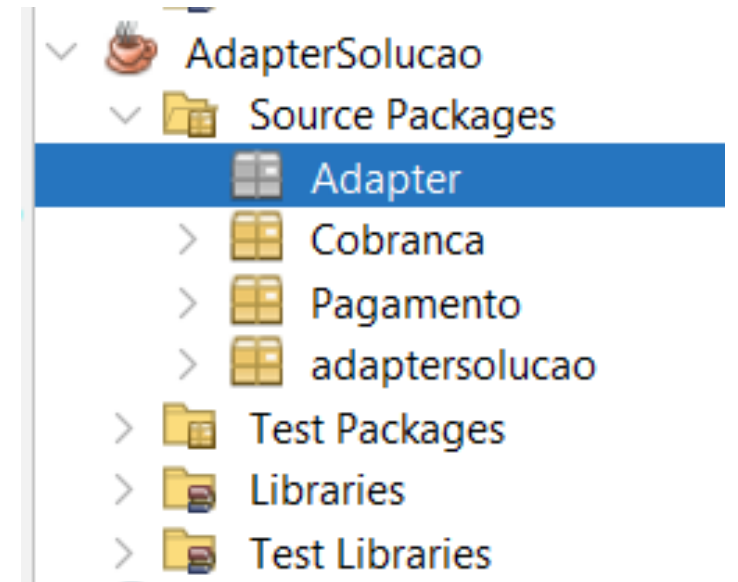 AdapterSolucao
Source Packages
Adapter
Cobranca
Pagamento
adaptersolucao
Test Packages
Libraries
Test Libraries